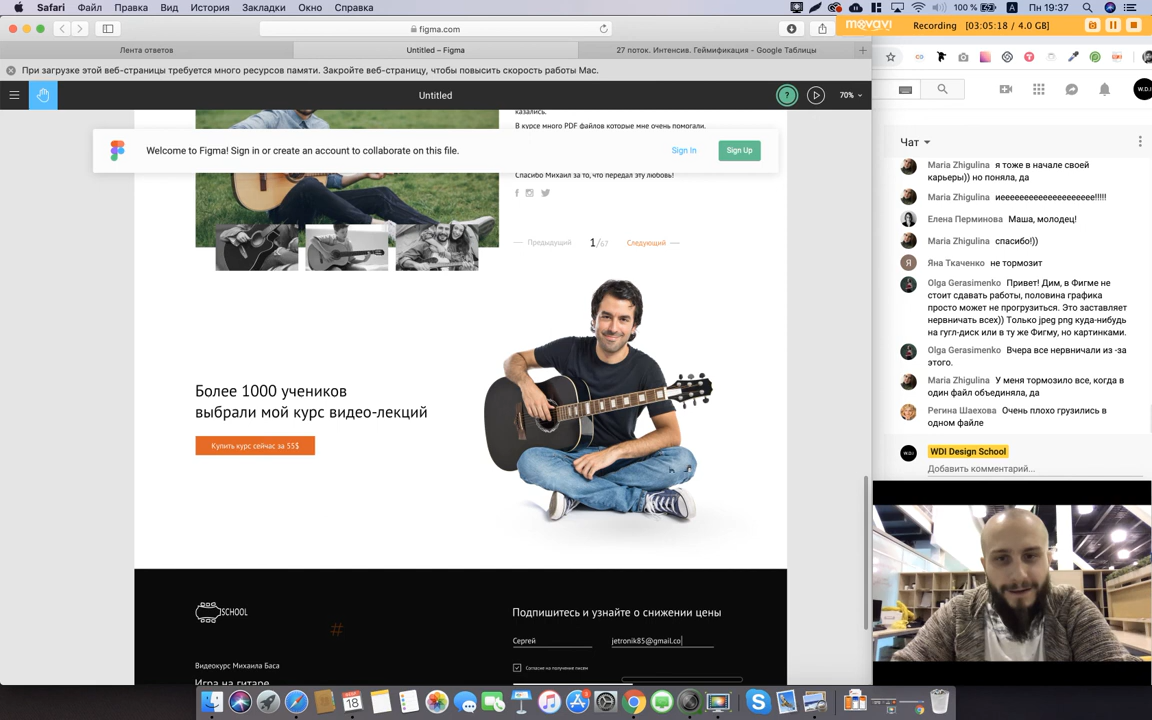 Safari Файл Правка Вид История Закладки Окно Справка 100 % A Пн 19:37
figma.com
movavi Recording [03:05:18 / 4.0 GB]
Лента ответов Untitled – Figma 27 поток. Интенсив. Геймификация - Google Таблицы
При загрузке этой веб-страницы требуется много ресурсов памяти. Закройте веб-страницу, чтобы повысить скорость работы Mac.
Untitled ? 70%
W.D.I
казались.
В курсе много PDF файлов которые мне очень помогали.
Welcome to Figma! Sign in or create an account to collaborate on this file. Sign In Sign Up
Спасибо Михаил за то, что передал эту любовь!
Предыдущий 1/67 Следующий
Более 1000 учеников
выбрали мой курс видео-лекций
Купить курс сейчас за 55$
SCHOOL
Подпишитесь и узнайте о снижении цены
#
Сергей jetronik85@gmail.co
Видеокурс Михаила Баса
Согласие на получение писем
Игра на гитаре
Чат
Maria Zhigulina я тоже в начале своей
карьеры)) но поняла, да
Maria Zhigulina иееееееееееееееееееее!!!!!
Елена Перминова Маша, молодец!
Maria Zhigulina спасибо!))
Я Яна Ткаченко не тормозит
Olga Gerasimenko Привет! Дим, в Фигме не
стоит сдавать работы, половина графика
просто может не прогрузиться. Это заставляет
нервничать всех)) Только jpeg png куда-нибудь
на гугл-диск или в ту же Фигму, но картинками.
Olga Gerasimenko Вчера все нервничали из -за
этого.
Maria Zhigulina У меня тормозило все, когда в
один файл объединяла, да
Регина Шаехова Очень плохо грузились в
одном файле
W.D.I WDI Design School
Добавить комментарий...
18